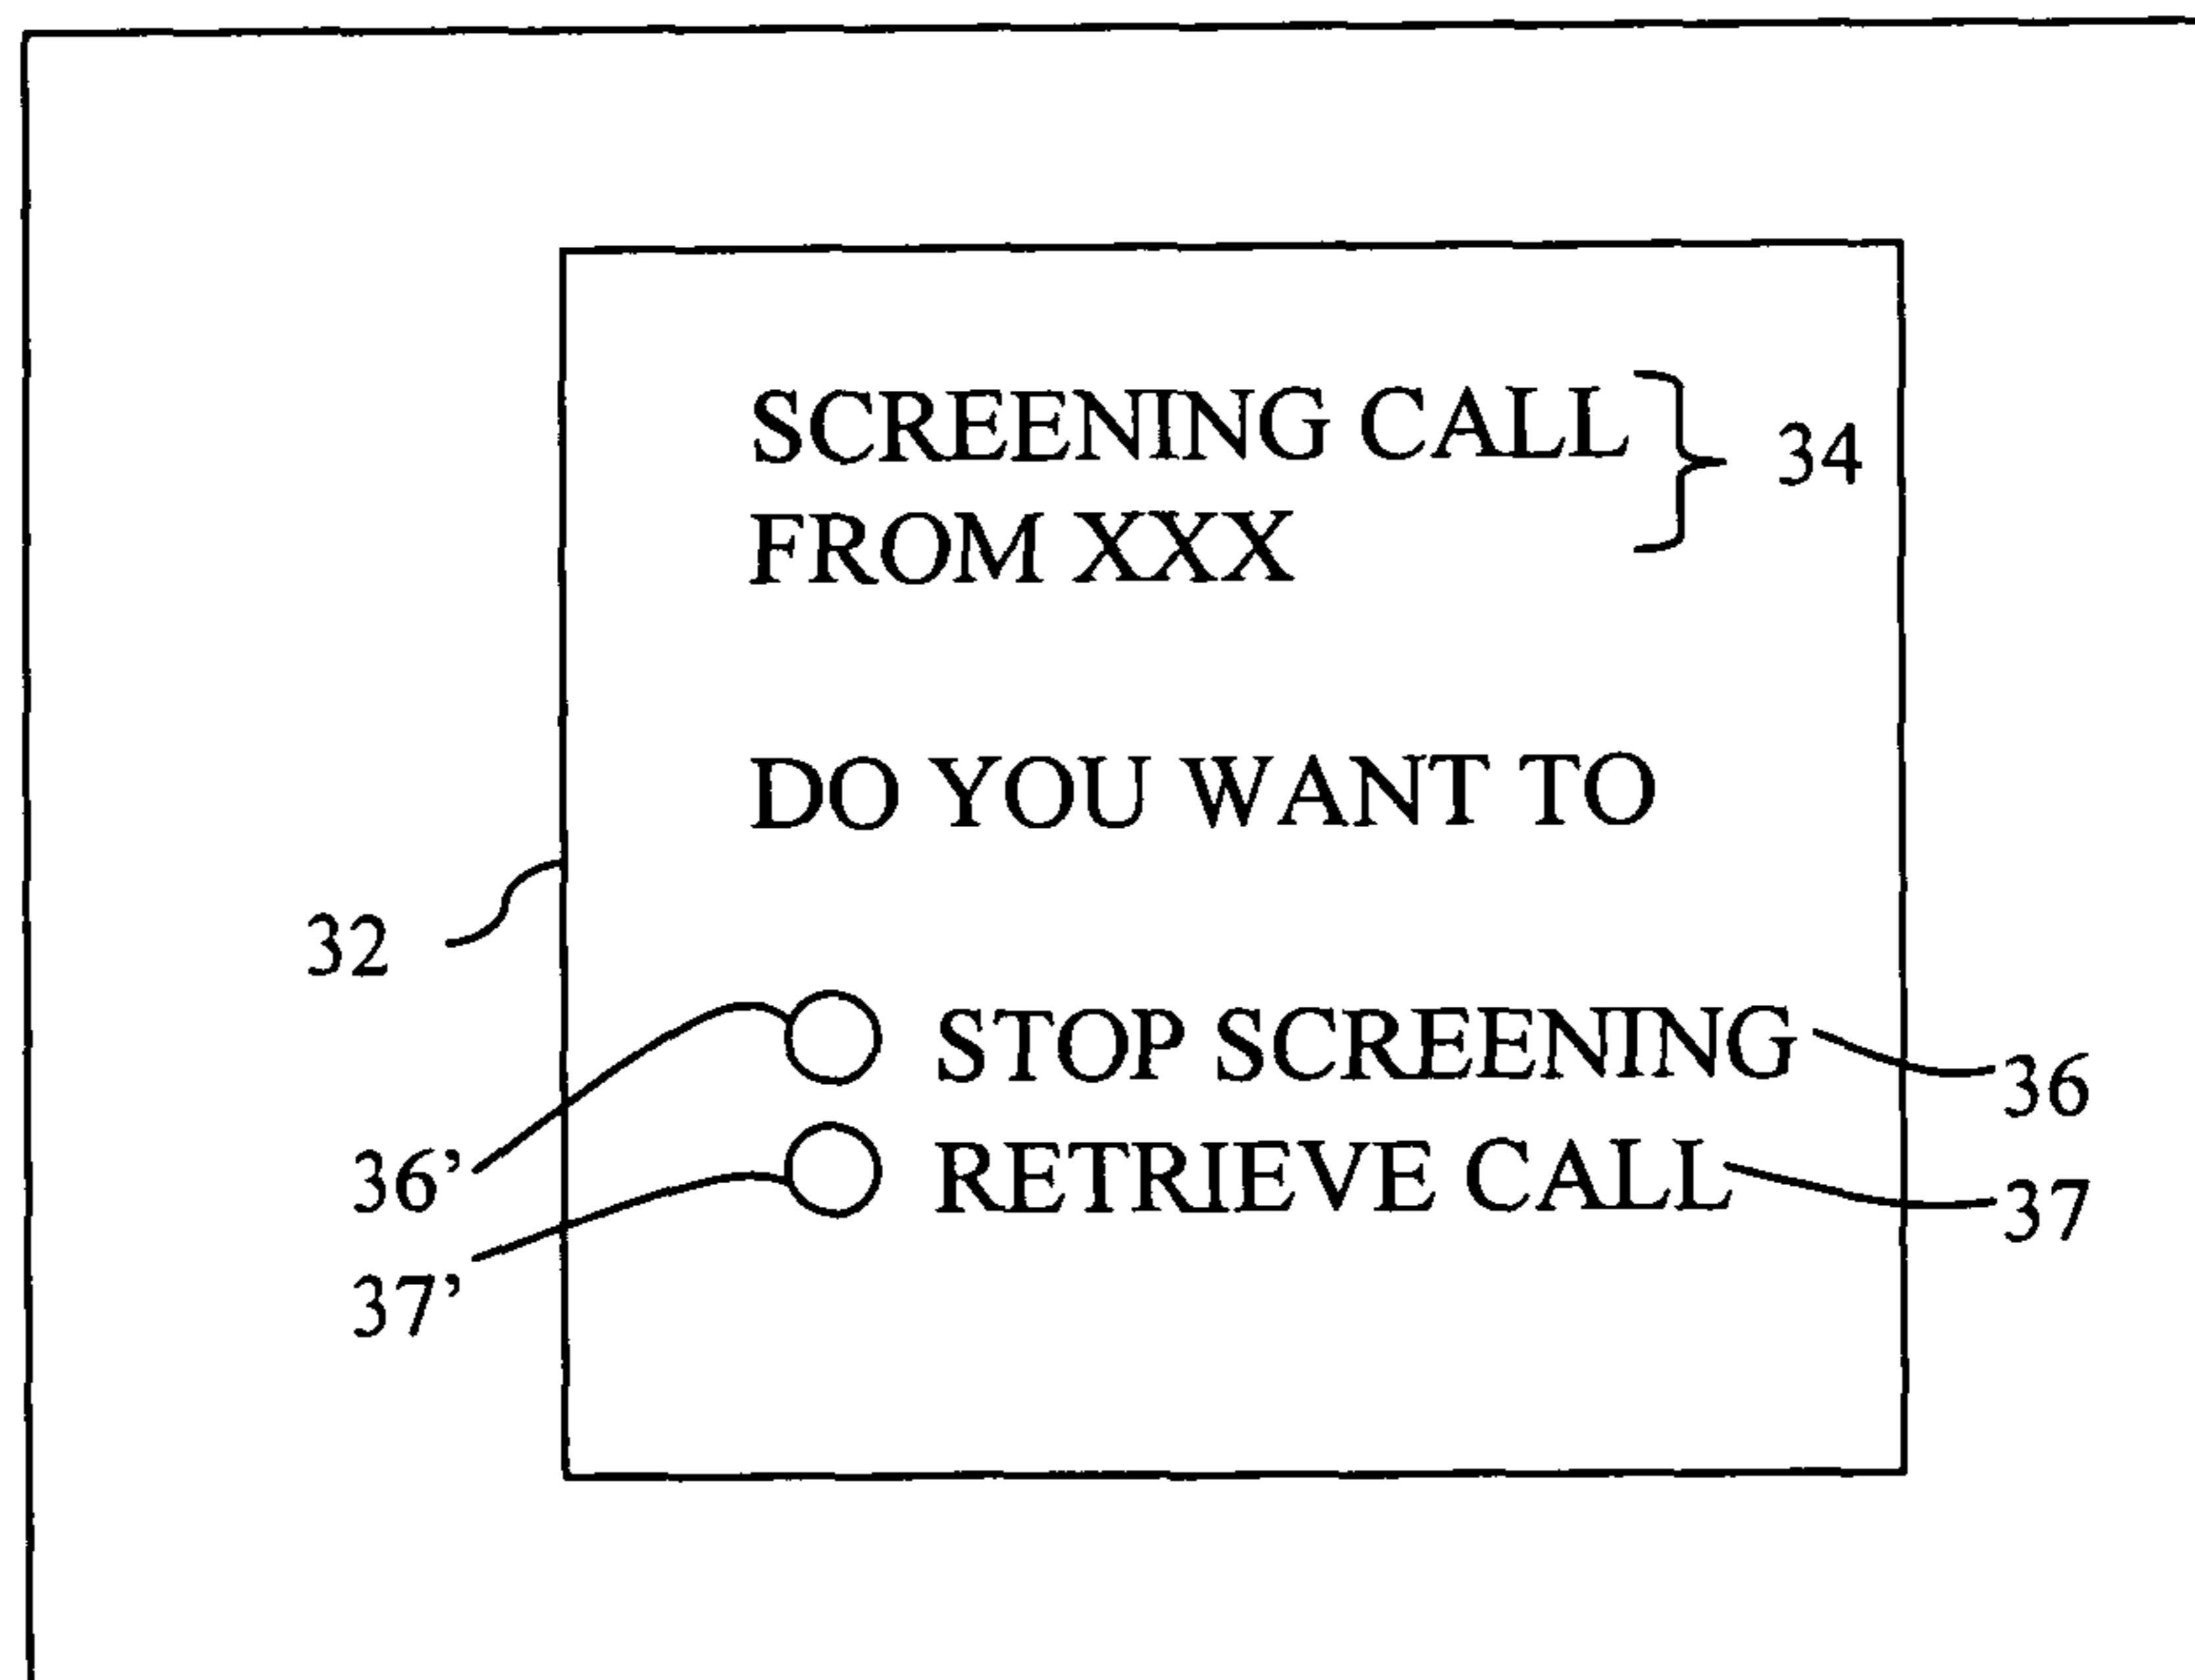 SCREENING CALL
FROM XXX
34
DO YOU WANT TO
32
STOP SCREENING
36
36’
RETRIEVE CALL
37
37’